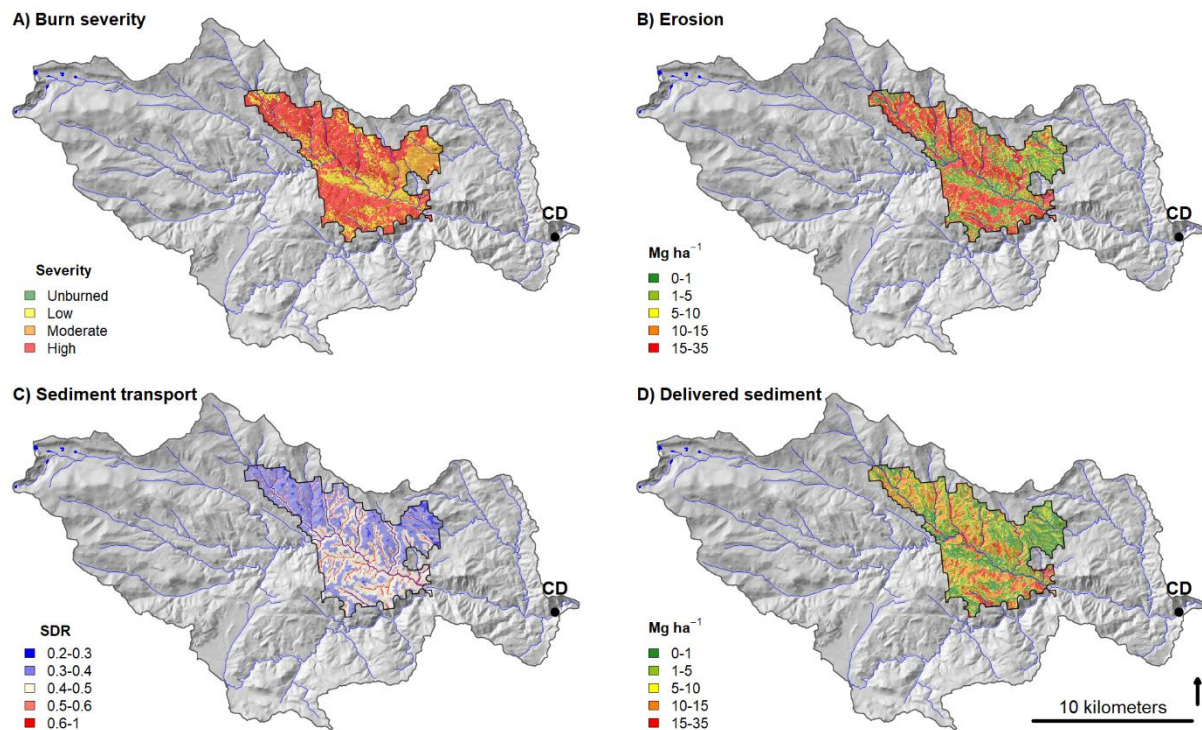 A) Burn severity
CD
Severity
Unburned
Low
Moderate
High
B) Erosion
CD
Mg ha⁻¹
0-1
1-5
5-10
10-15
15-35
C) Sediment transport
CD
SDR
0.2-0.3
0.3-0.4
0.4-0.5
0.5-0.6
0.6-1
D) Delivered sediment
CD
Mg ha⁻¹
0-1
1-5
5-10
10-15
15-35
10 kilometers